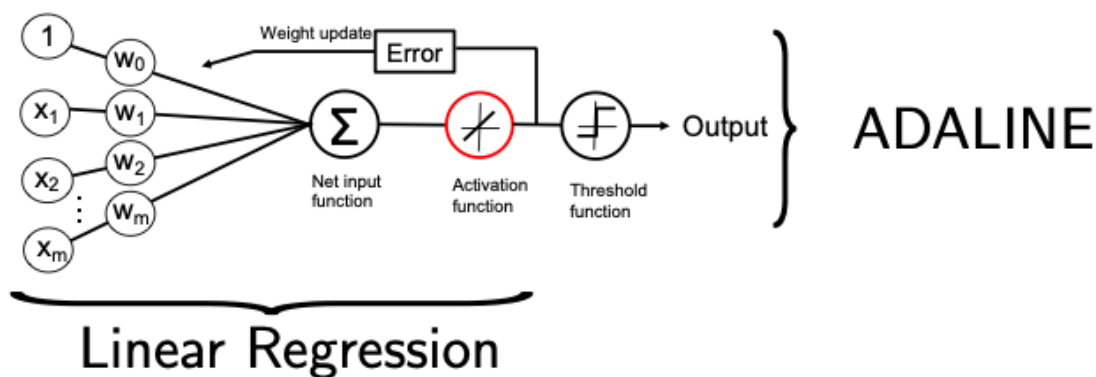 1
w0
Weight update
Error
x1
w1
x2
w2
⋮
wm
xm
Σ
Output
Net input
function
Activation
function
Threshold
function
ADALINE
Linear Regression